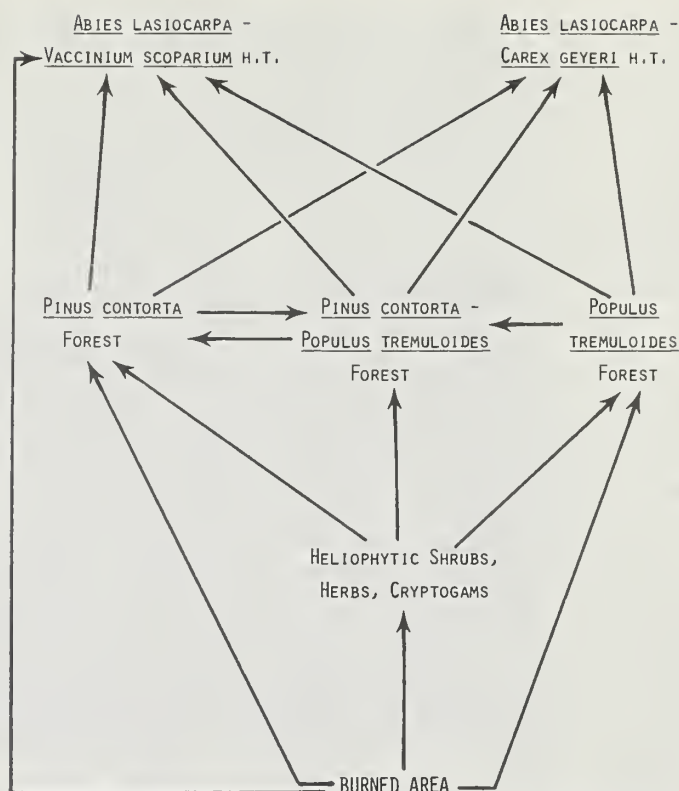 ABIES LASIOCARPA -
VACCINIUM SCOPARIUM H.T.
ABIES LASIOCARPA -
CAREX GEYERI H.T.
PINUS CONTORTA
FOREST
PINUS CONTORTA -
POPULUS TREMULOIDES
FOREST
POPULUS
TREMULOIDES
FOREST
HELIOPHYTIC SHRUBS,
HERBS, CRYPTOGAMS
BURNED AREA